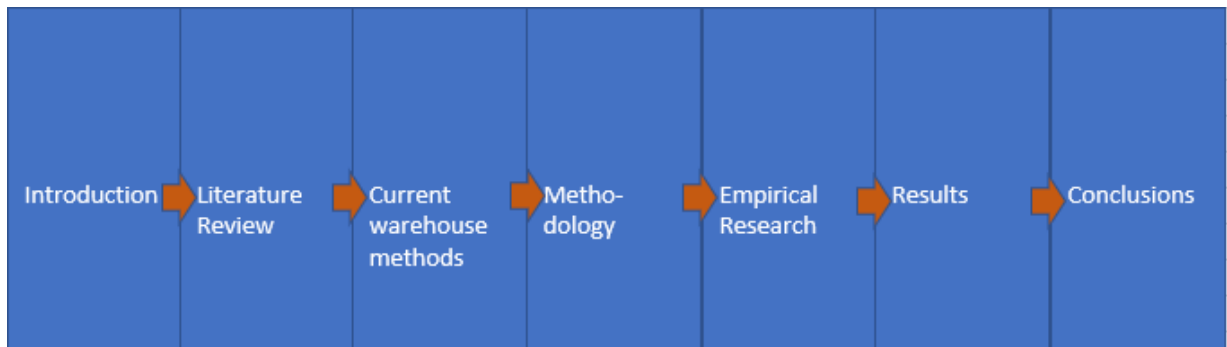 Introduction
Literature
Review
Current
warehouse
methods
Metho-
dology
Empirical
Research
Results
Conclusions